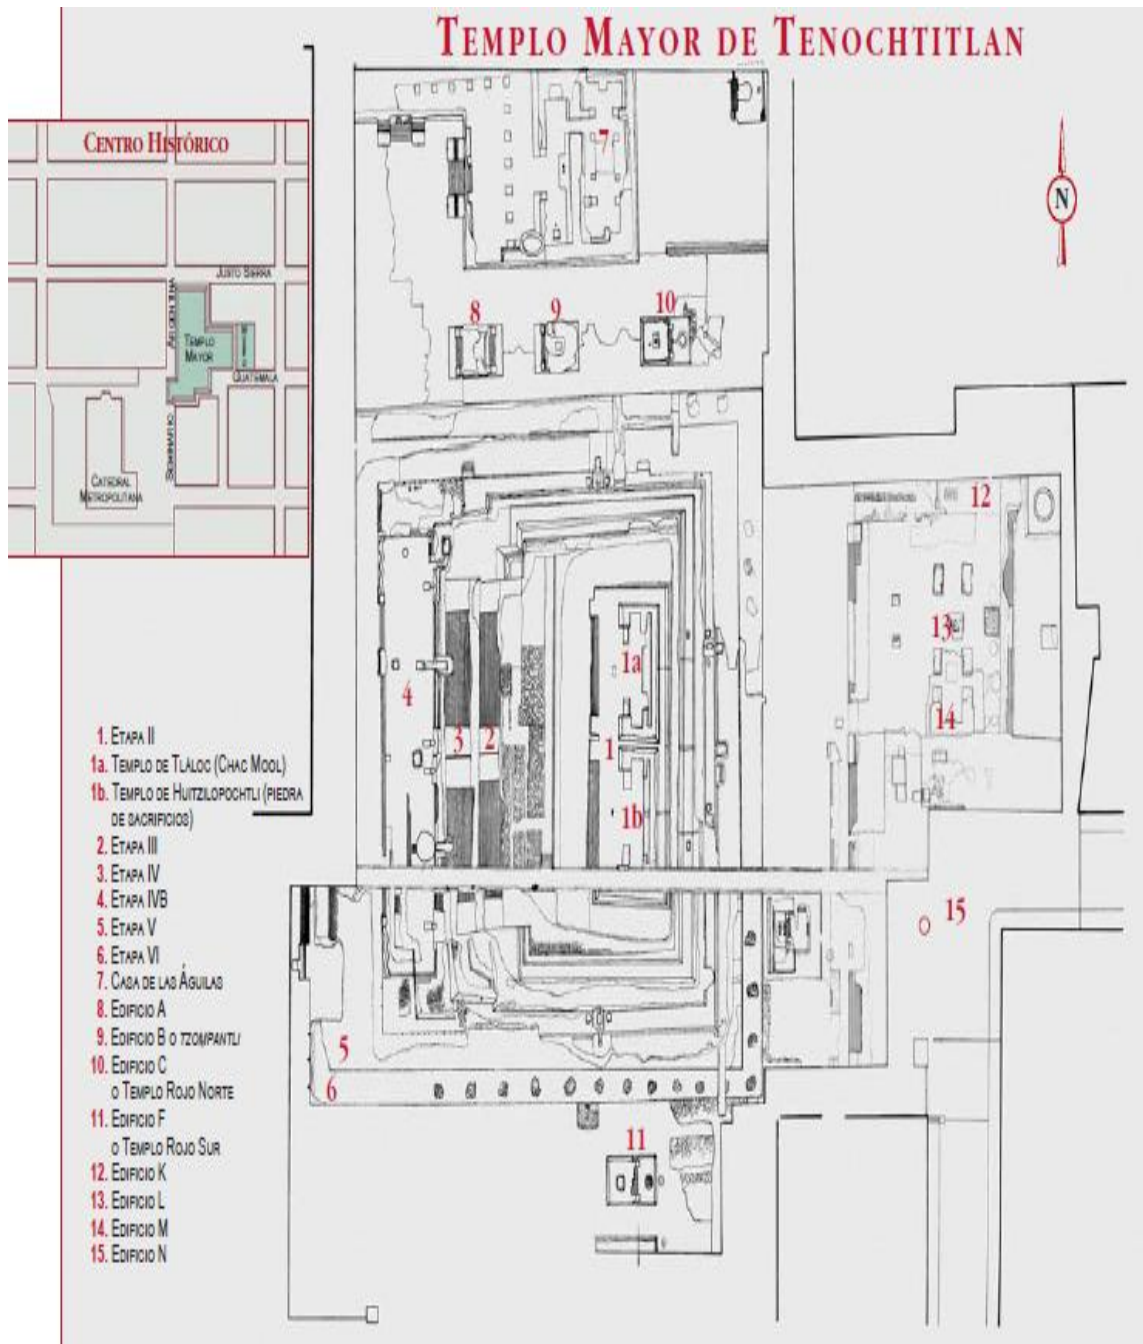 TEMPLO MAYOR DE TENOCHTITLAN
CENTRO HISTÓRICO
JUSTO SIERRA
ARGENTINA
TEMPLO
MAYOR
GUATEMALA
SEMINARIO
CATEDRAL
METROPOLITANA
N
7
8
9
10
12
13
14
1a
4
3
2
1
1b
15
5
6
11
1. ETAPA II
1a. TEMPLO DE TLÁLOC (CHAC MOOL)
1b. TEMPLO DE HUITZILOPOCHTLI (PIEDRA
DE SACRIFICIOS)
2. ETAPA III
3. ETAPA IV
4. ETAPA IVB
5. ETAPA V
6. ETAPA VI
7. CASA DE LAS ÁGUILAS
8. EDIFICIO A
9. EDIFICIO B O TZOMPANTLI
10. EDIFICIO C
O TEMPLO ROJO NORTE
11. EDIFICIO F
O TEMPLO ROJO SUR
12. EDIFICIO K
13. EDIFICIO L
14. EDIFICIO M
15. EDIFICIO N